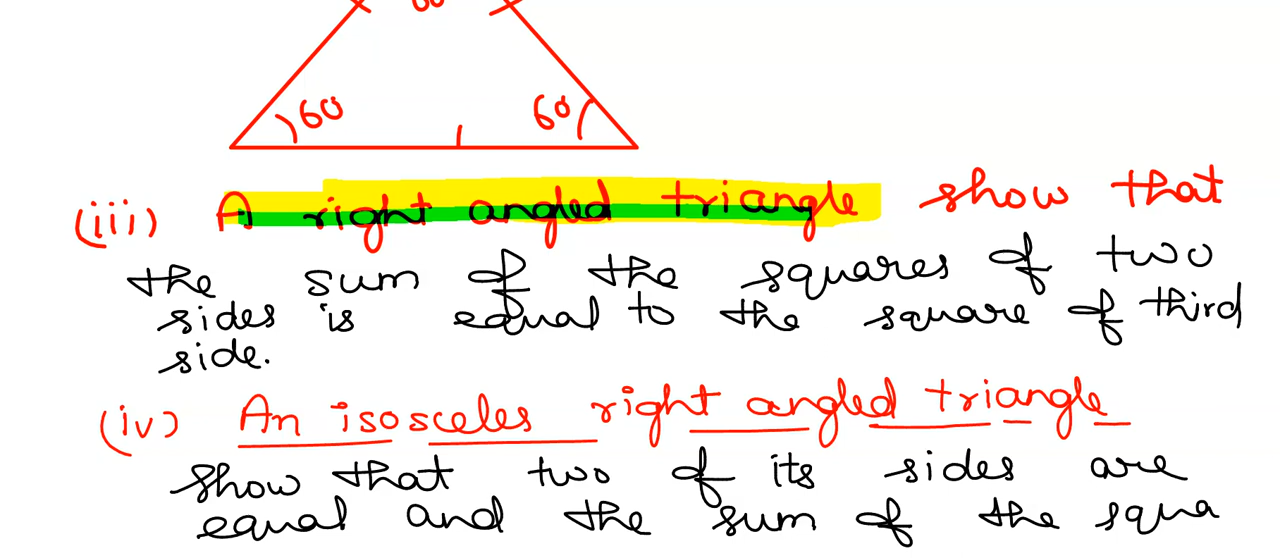 60 60
(iii) A right angled triangle show that
the sum of the squares of two
sides is equal to the square of third
side.
(iv) An isosceles right angled triangle
show that two of its sides are
equal and the sum of the squa